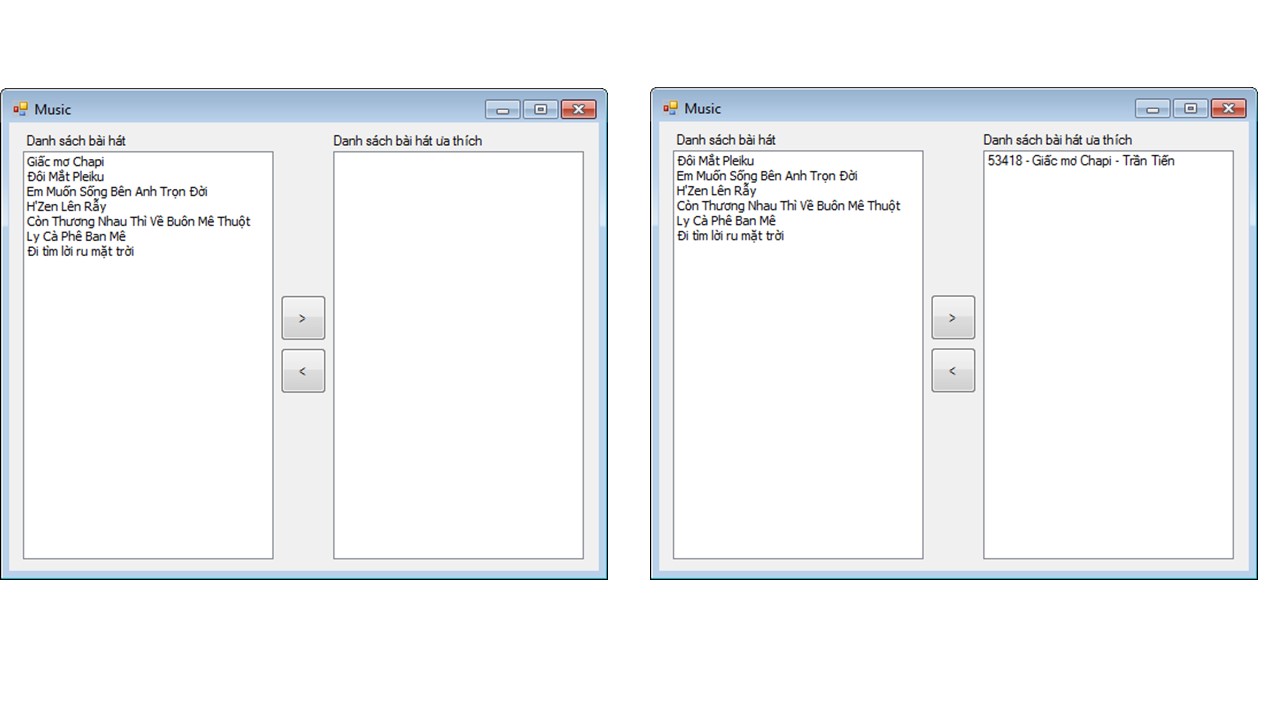 Music
Danh sách bài hát
Giấc mơ Chapi
Đôi Mắt Pleiku
Em Muốn Sống Bên Anh Trọn Đời
H'Zen Lên Rẫy
Còn Thương Nhau Thì Về Buôn Mê Thuột
Ly Cà Phê Ban Mê
Đi tìm lời ru mặt trời
>
<
Danh sách bài hát ưa thích
Music
Danh sách bài hát
Đôi Mắt Pleiku
Em Muốn Sống Bên Anh Trọn Đời
H'Zen Lên Rẫy
Còn Thương Nhau Thì Về Buôn Mê Thuột
Ly Cà Phê Ban Mê
Đi tìm lời ru mặt trời
>
<
Danh sách bài hát ưa thích
53418 - Giấc mơ Chapi - Trần Tiến